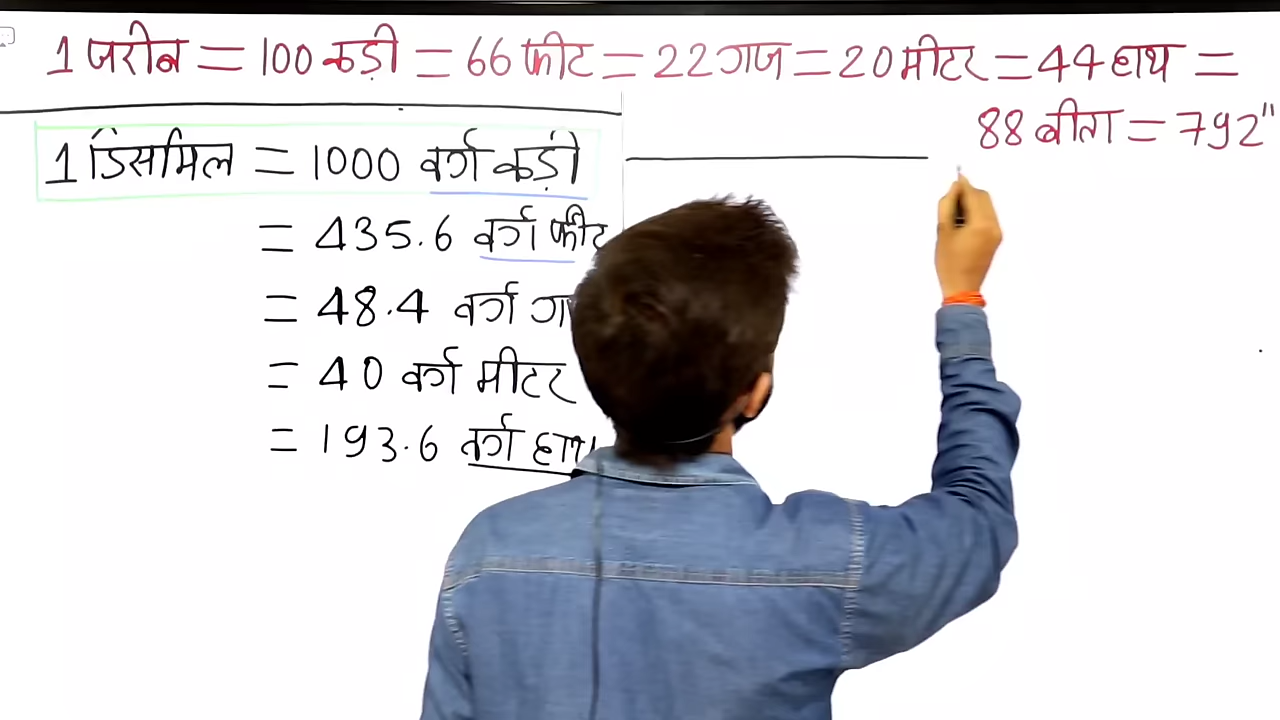 1 जरीब = 100 कड़ी = 66 फीट = 22 गज = 20 मीटर = 44 हाथ =
88 बीता = 792"
1 डिसमिल = 1000 वर्ग कड़ी
= 435.6 वर्ग फीट
= 48.4 वर्ग
= 40 वर्ग मीटर
= 193.6 वर्ग हाथ